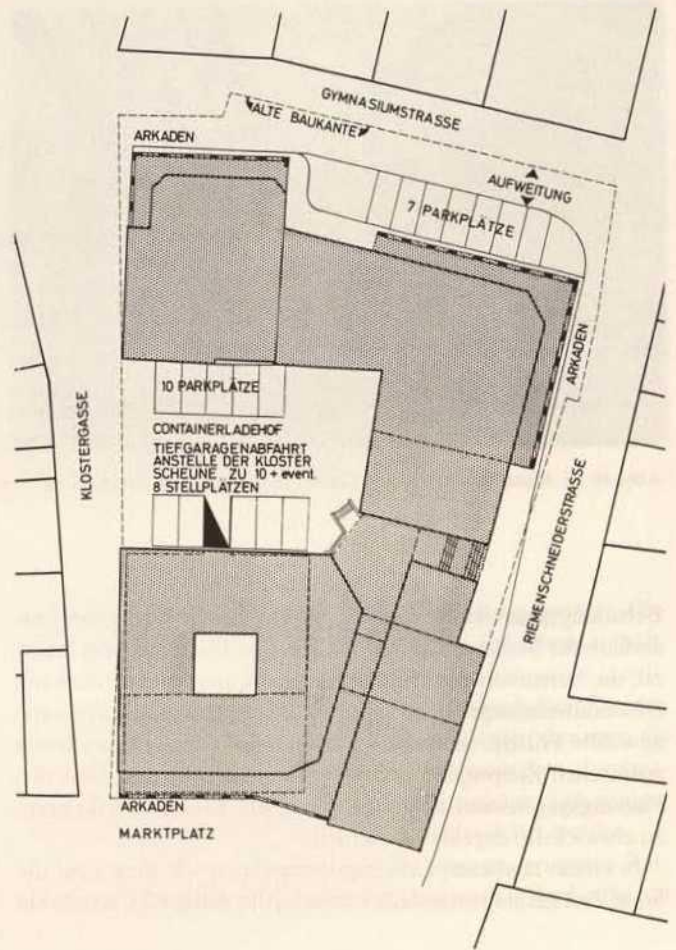 GYMNASIUMSTRASSE
ALTE BAUKANTE
ARKADEN
AUFWEITUNG
7 PARKPLÄTZE
ARKADEN
10 PARKPLÄTZE
CONTAINERLADEHOF
TIEFGARAGENABFAHRT
ANSTELLE DER KLOSTER
SCHEUNE ZU 10 + event.
8 STELLPLÄTZEN
KLOSTERGASSE
RIEMENSCHNEIDERSTRASSE
ARKADEN
MARKTPLATZ